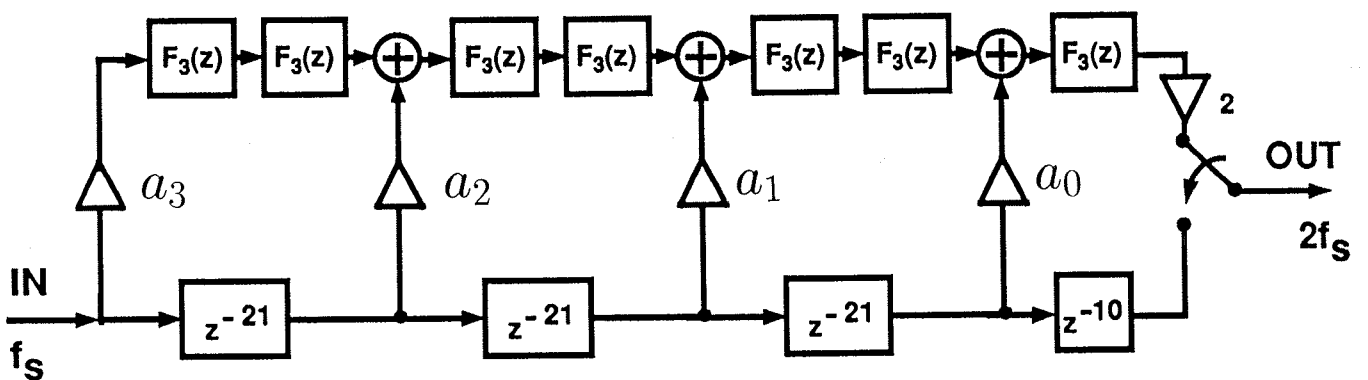 F₃(z) F₃(z) + F₃(z) F₃(z) + F₃(z) F₃(z) + F₃(z)
2
OUT
a₃ a₂ a₁ a₀
2fₛ
IN
z⁻²¹ z⁻²¹ z⁻²¹ z⁻¹⁰
fₛ